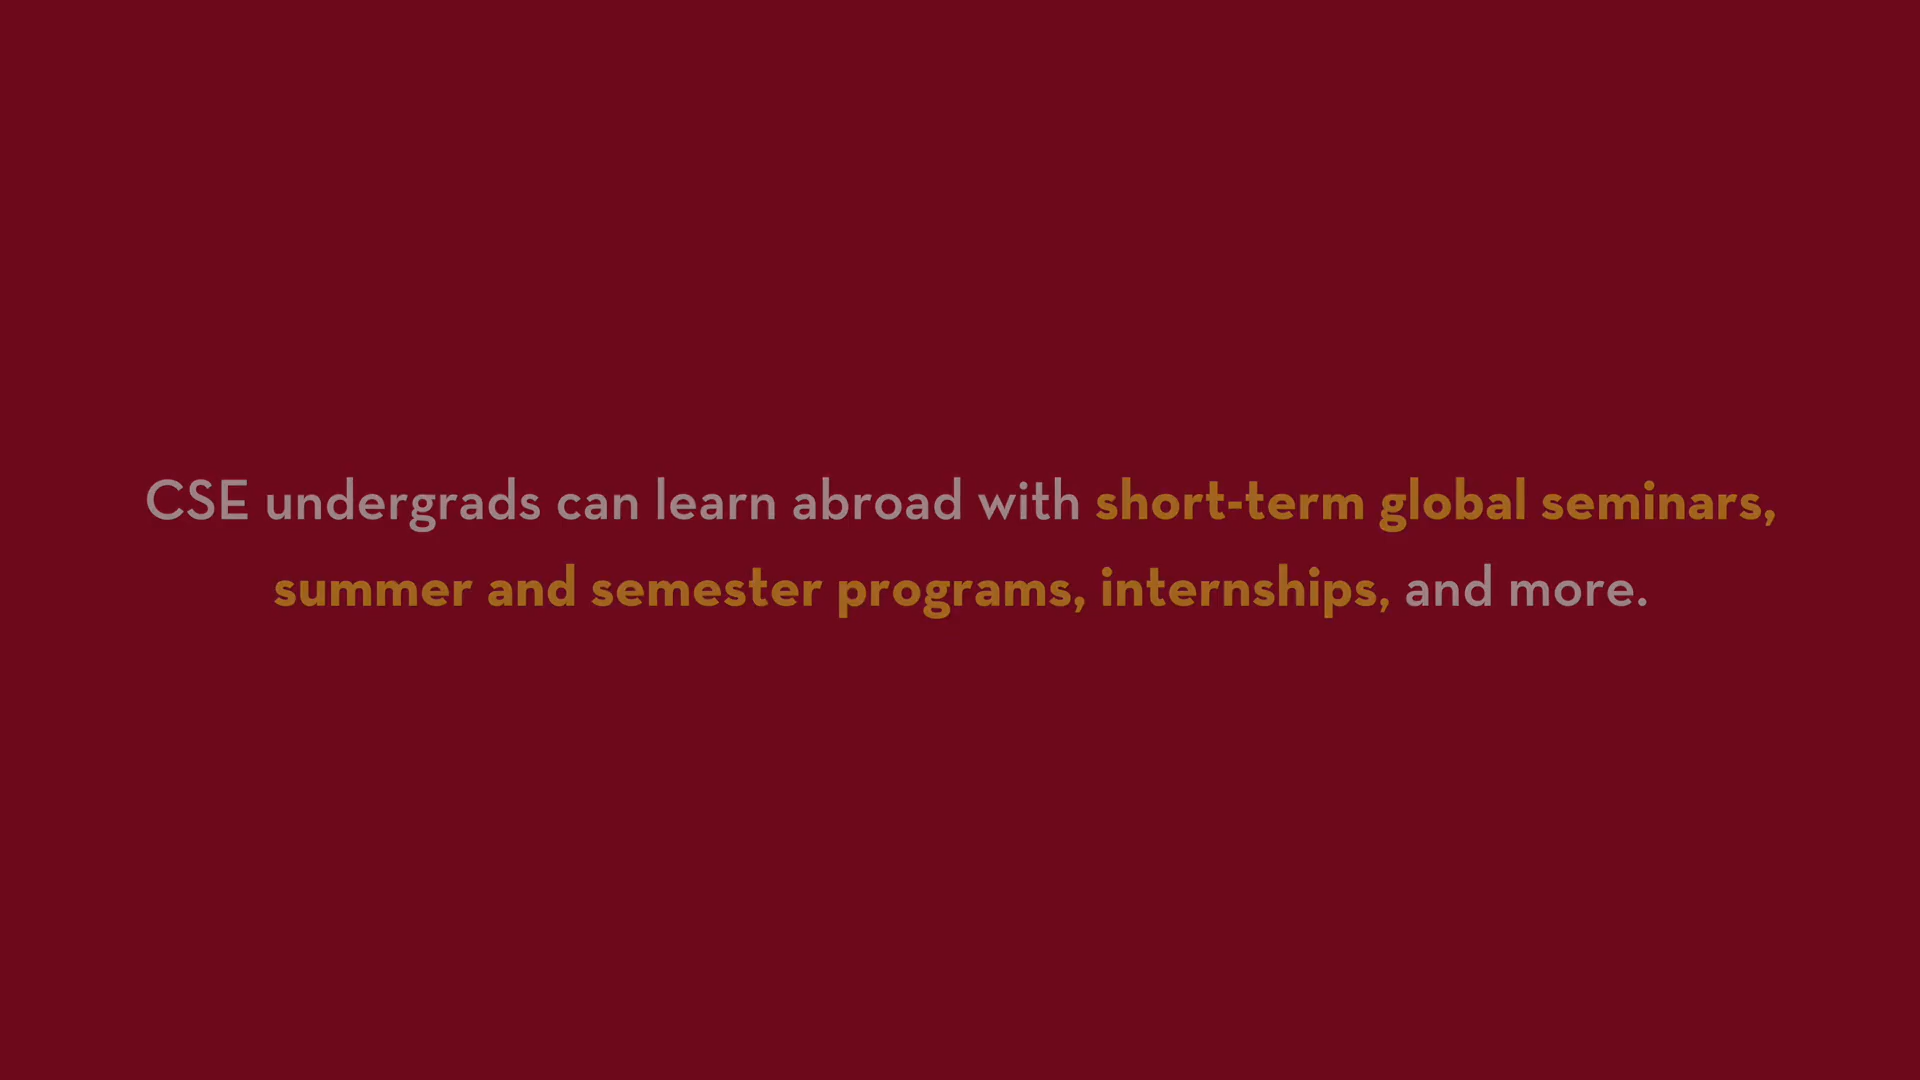 CSE undergrads can learn abroad with short-term global seminars,
summer and semester programs, internships, and more.